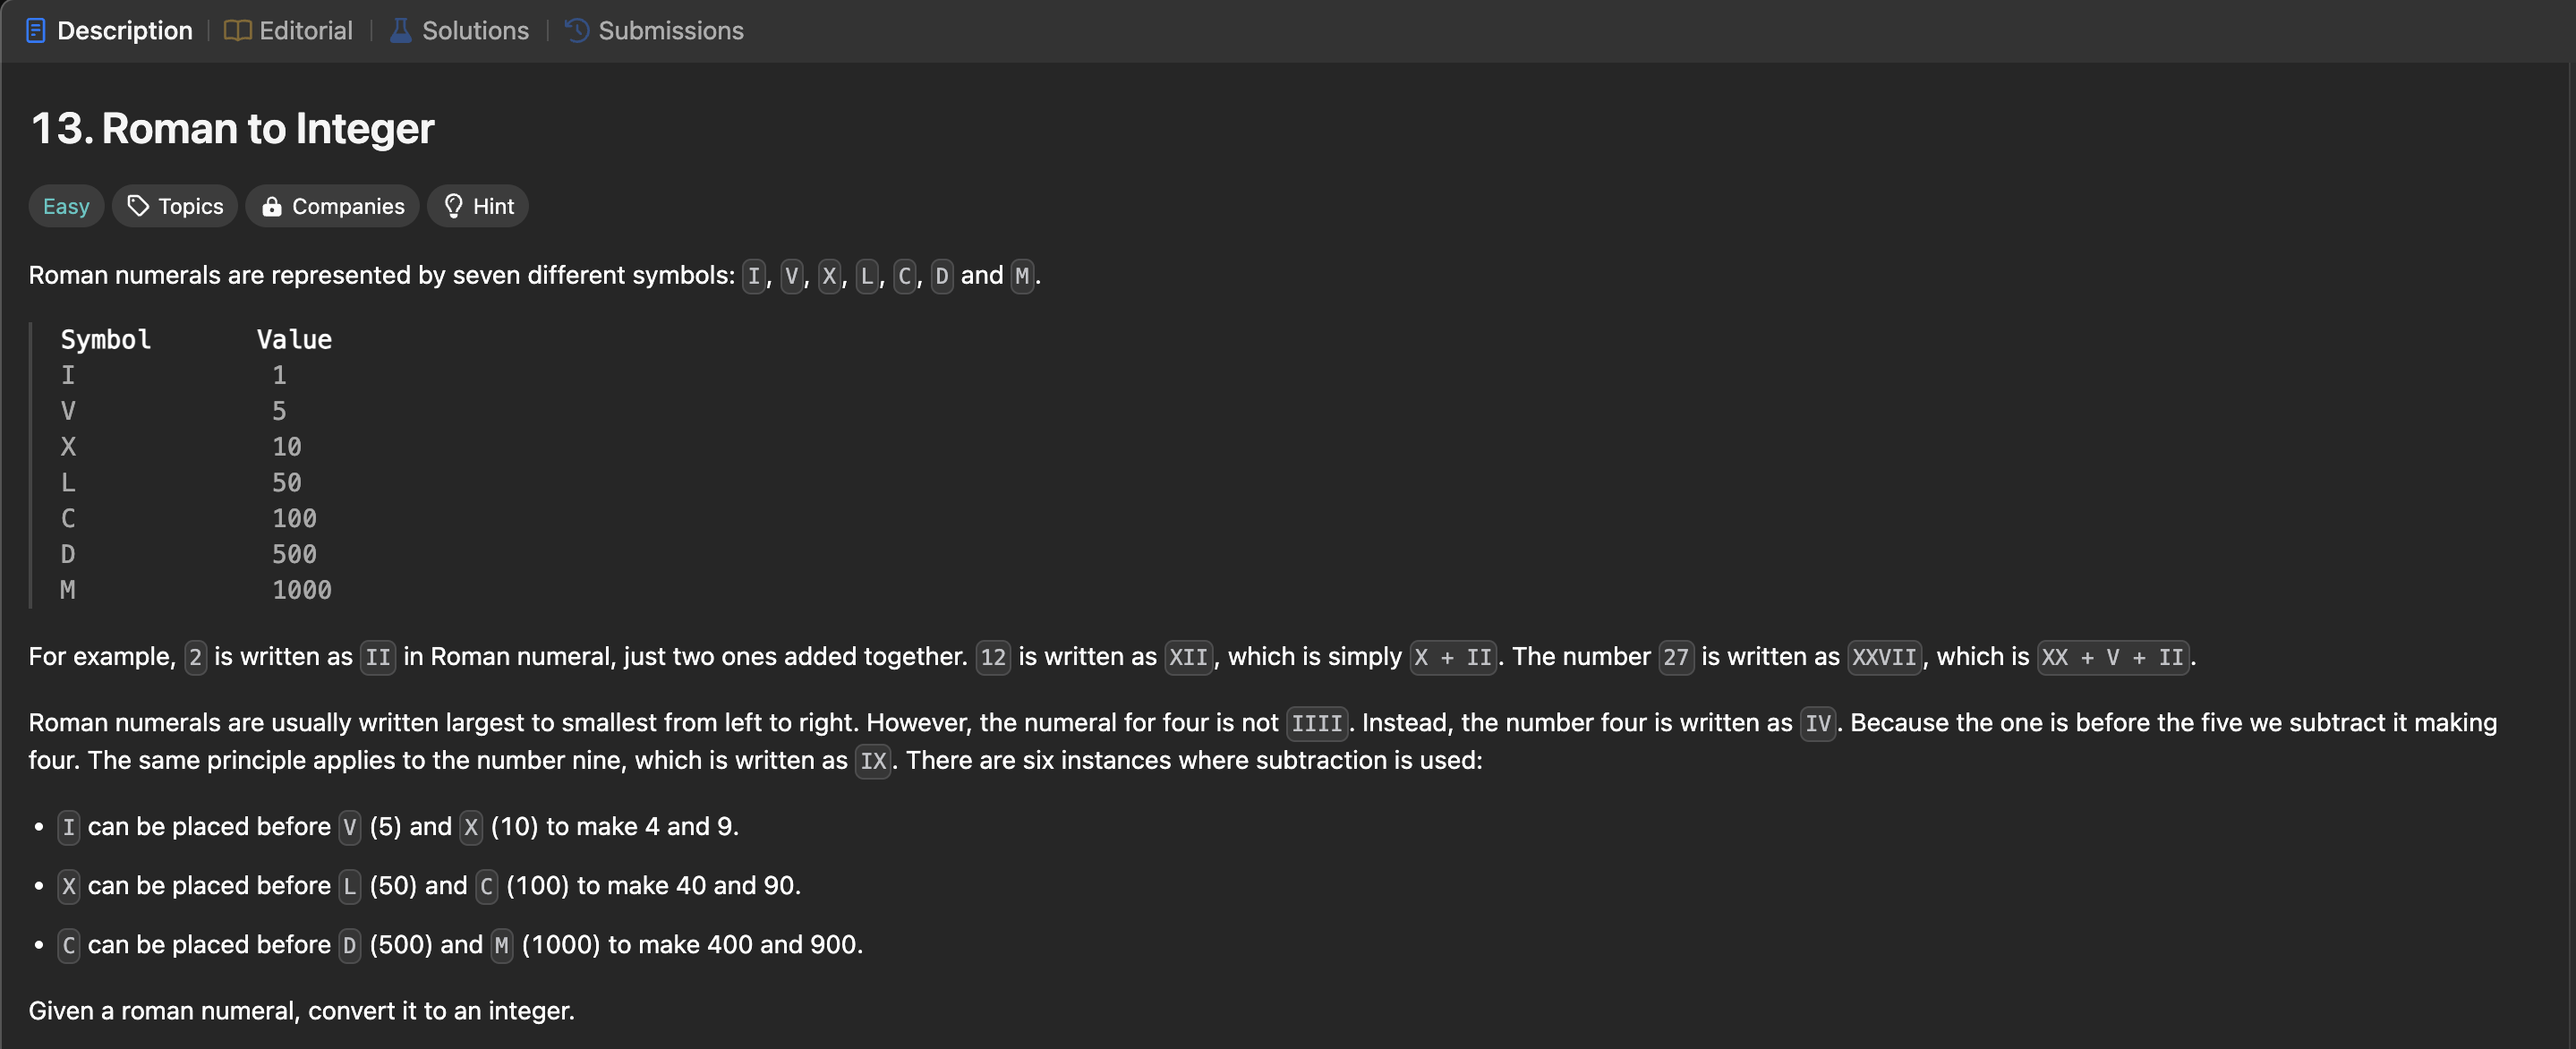 Description | Editorial | Solutions | Submissions
13. Roman to Integer
Easy Topics Companies Hint
Roman numerals are represented by seven different symbols: I, V, X, L, C, D and M.
Symbol Value
I 1
V 5
X 10
L 50
C 100
D 500
M 1000
For example, 2 is written as II in Roman numeral, just two ones added together. 12 is written as XII, which is simply X + II. The number 27 is written as XXVII, which is XX + V + II.
Roman numerals are usually written largest to smallest from left to right. However, the numeral for four is not IIII. Instead, the number four is written as IV. Because the one is before the five we subtract it making
four. The same principle applies to the number nine, which is written as IX. There are six instances where subtraction is used:
• I can be placed before V (5) and X (10) to make 4 and 9.
• X can be placed before L (50) and C (100) to make 40 and 90.
• C can be placed before D (500) and M (1000) to make 400 and 900.
Given a roman numeral, convert it to an integer.